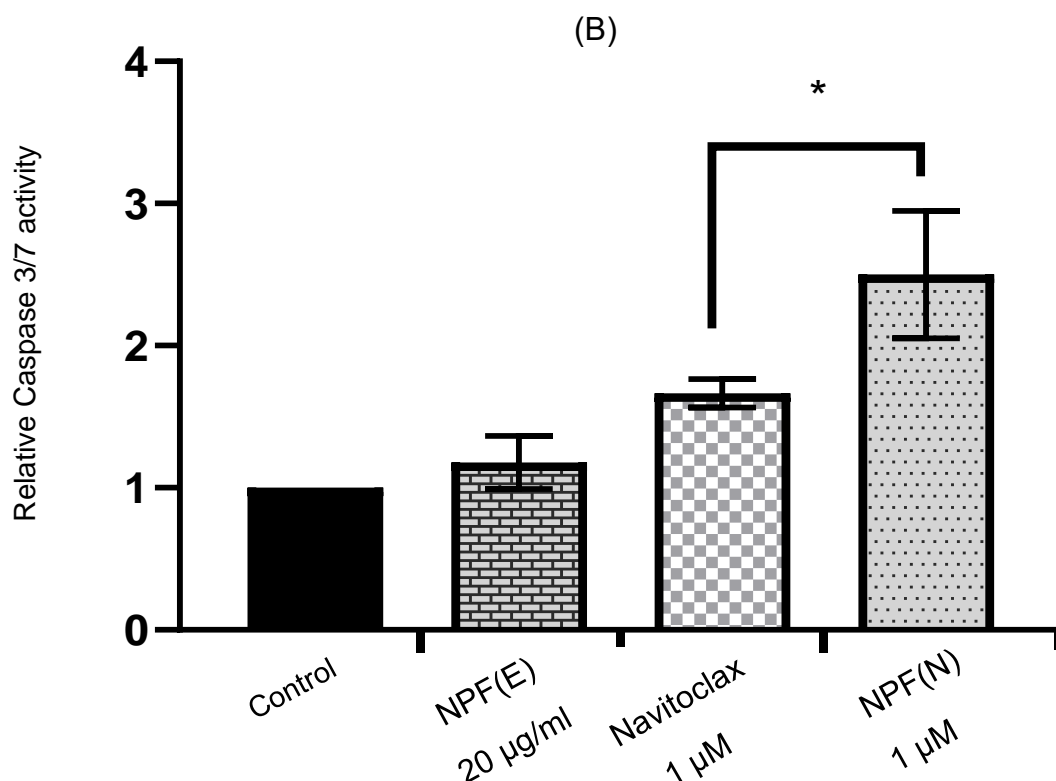 (B)
Relative Caspase 3/7 activity
4
3
2
1
0
*
Control
NPF(E)
20 μg/ml
Navitoclax
1 μM
NPF(N)
1 μM